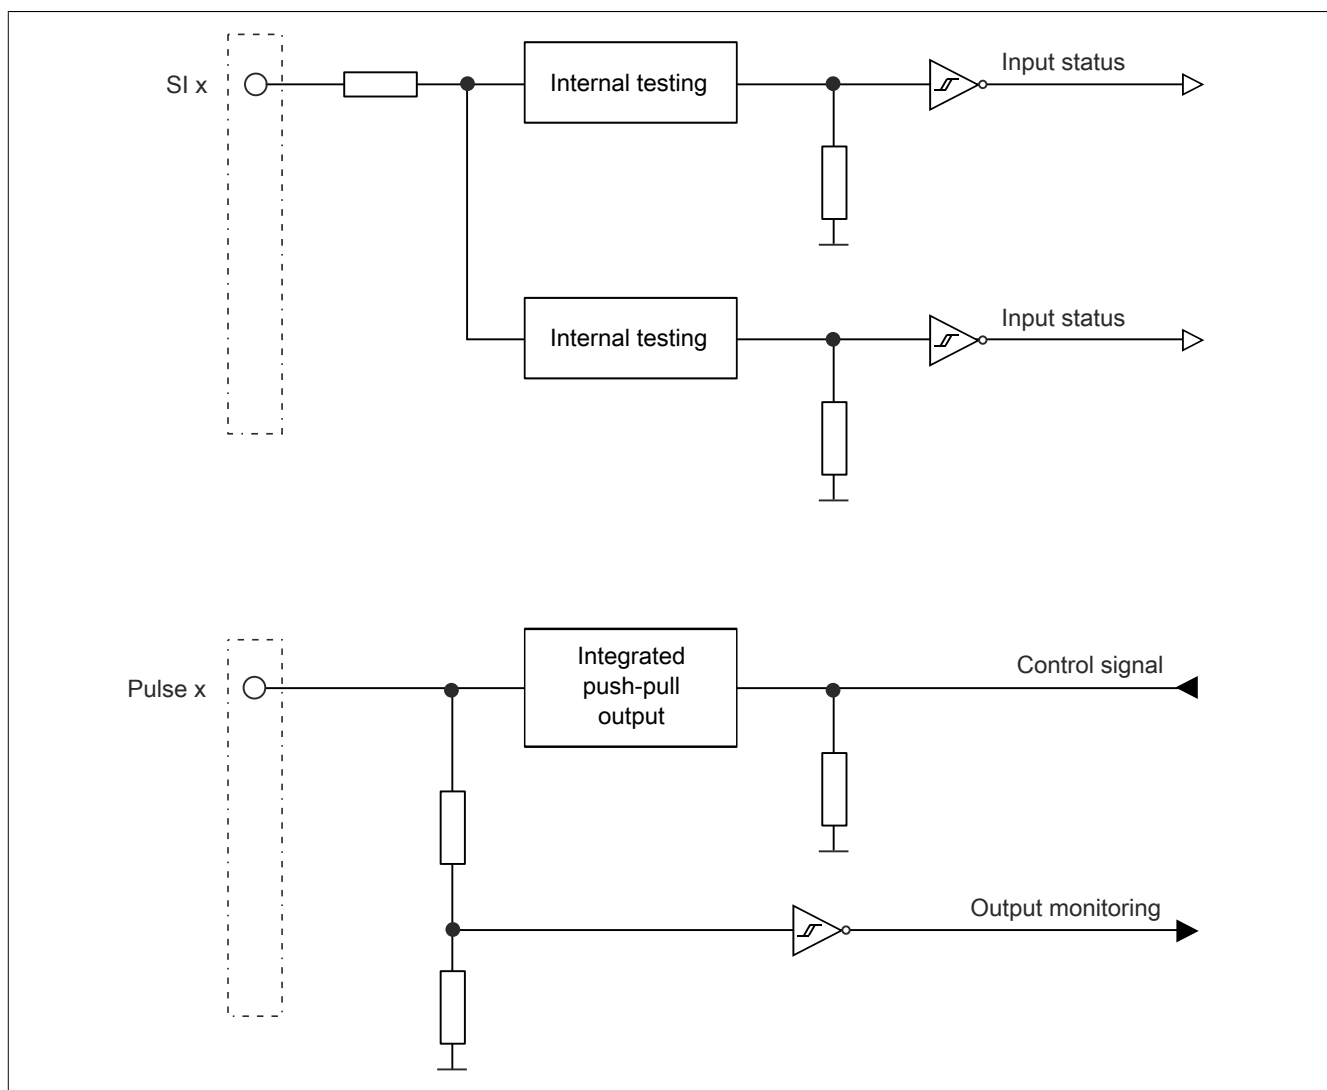 Input status
SI x
Internal testing
Input status
Internal testing
Integrated
push-pull
output
Control signal
Pulse x
Output monitoring